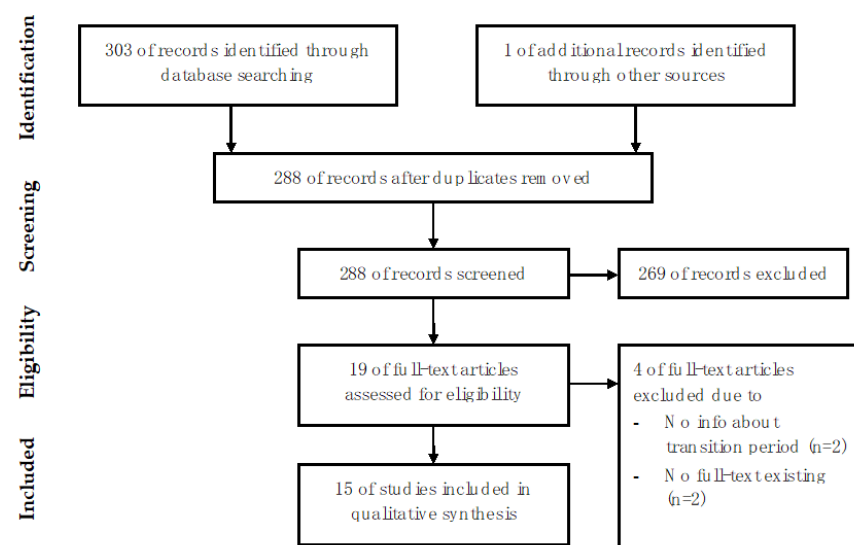 Identification
303 of records identified through
database searching
1 of additional records identified
through other sources
288 of records after duplicates removed
Screening
288 of records screened
269 of records excluded
Eligibility
19 of full-text articles
assessed for eligibility
4 of full-text articles
excluded due to
- No info about
transition period (n=2)
- No full-text existing
(n=2)
Included
15 of studies included in
qualitative synthesis